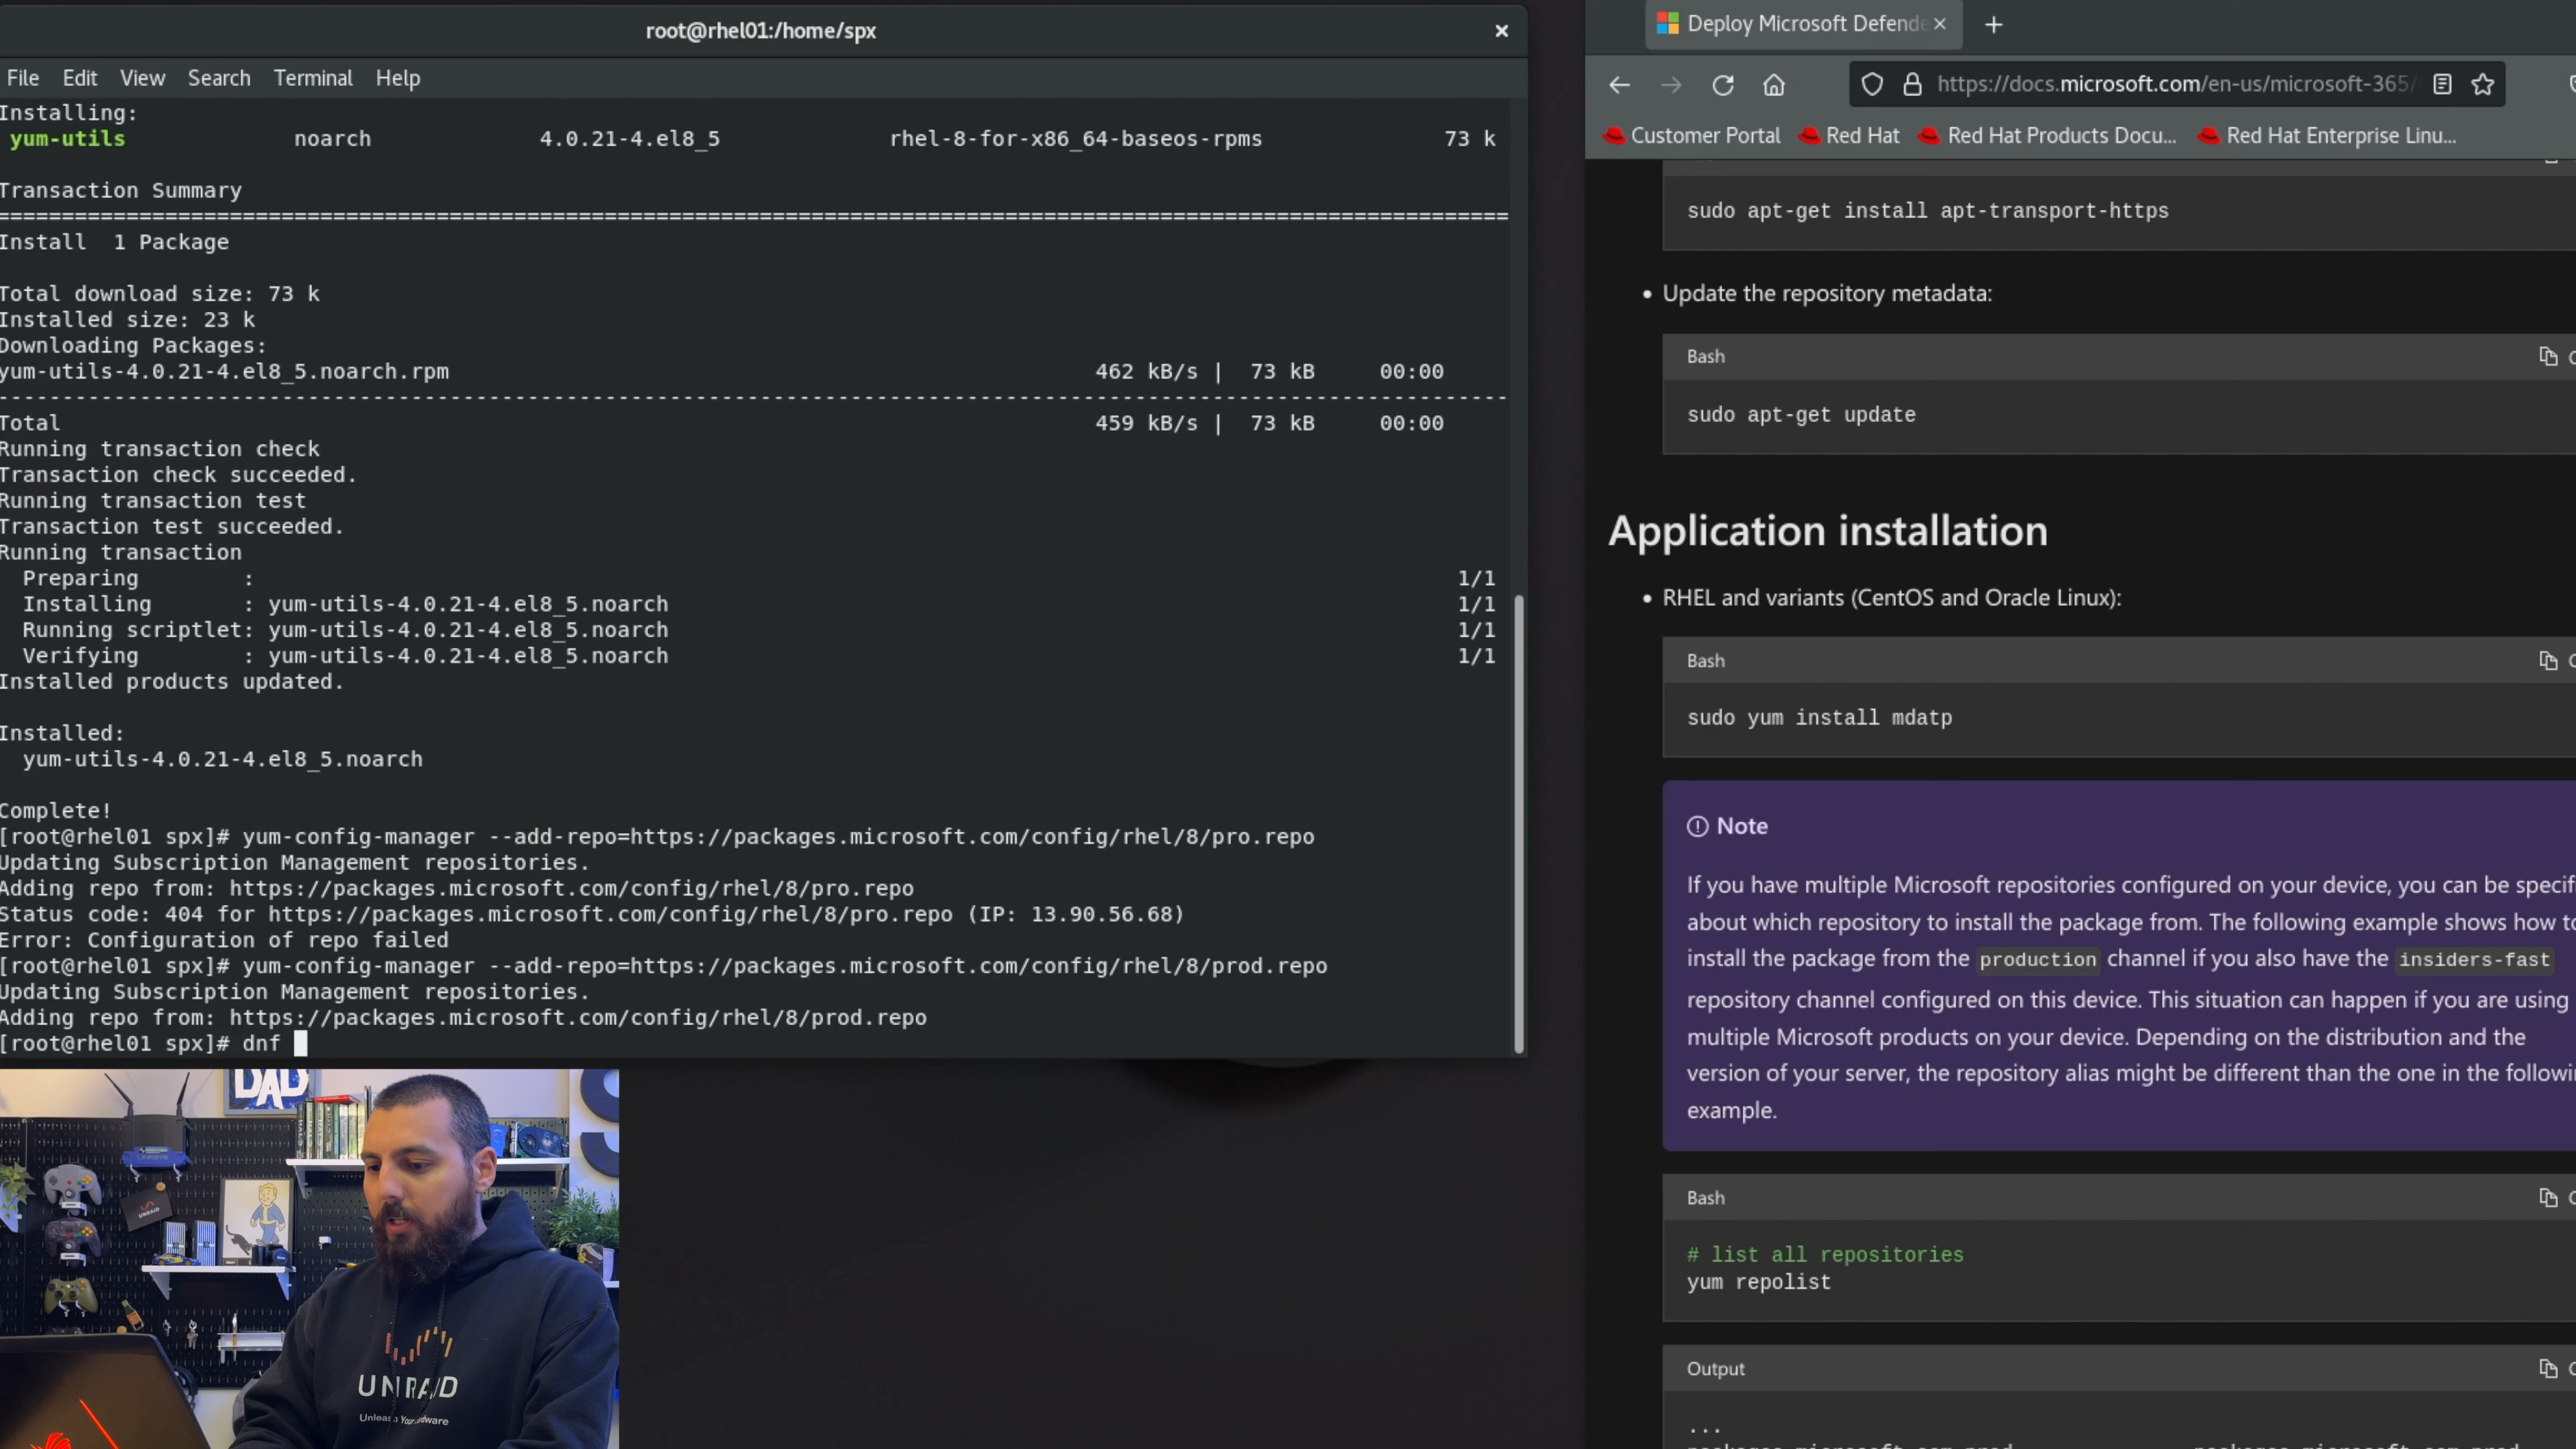 root@rhel01:/home/spx
File Edit View Search Terminal Help
Installing:
yum-utils noarch 4.0.21-4.el8_5 rhel-8-for-x86_64-baseos-rpms 73 k
Transaction Summary
Install 1 Package
Total download size: 73 k
Installed size: 23 k
Downloading Packages:
yum-utils-4.0.21-4.el8_5.noarch.rpm 462 kB/s | 73 kB 00:00
Total 459 kB/s | 73 kB 00:00
Running transaction check
Transaction check succeeded.
Running transaction test
Transaction test succeeded.
Running transaction
Preparing : 1/1
Installing : yum-utils-4.0.21-4.el8_5.noarch 1/1
Running scriptlet: yum-utils-4.0.21-4.el8_5.noarch 1/1
Verifying : yum-utils-4.0.21-4.el8_5.noarch 1/1
Installed products updated.
Installed:
yum-utils-4.0.21-4.el8_5.noarch
Complete!
[root@rhel01 spx]# yum-config-manager --add-repo=https://packages.microsoft.com/config/rhel/8/pro.repo
Updating Subscription Management repositories.
Adding repo from: https://packages.microsoft.com/config/rhel/8/pro.repo
Status code: 404 for https://packages.microsoft.com/config/rhel/8/pro.repo (IP: 13.90.56.68)
Error: Configuration of repo failed
[root@rhel01 spx]# yum-config-manager --add-repo=https://packages.microsoft.com/config/rhel/8/prod.repo
Updating Subscription Management repositories.
Adding repo from: https://packages.microsoft.com/config/rhel/8/prod.repo
[root@rhel01 spx]# dnf
DAD
UNRAID
UNRAID
Unleash Your Hardware
Deploy Microsoft Defende
https://docs.microsoft.com/en-us/microsoft-365/
Customer Portal Red Hat Red Hat Products Docu... Red Hat Enterprise Linu...
sudo apt-get install apt-transport-https
• Update the repository metadata:
Bash
sudo apt-get update
Application installation
• RHEL and variants (CentOS and Oracle Linux):
Bash
sudo yum install mdatp
Note
If you have multiple Microsoft repositories configured on your device, you can be specifi
about which repository to install the package from. The following example shows how to
install the package from the production channel if you also have the insiders-fast
repository channel configured on this device. This situation can happen if you are using
multiple Microsoft products on your device. Depending on the distribution and the
version of your server, the repository alias might be different than the one in the followin
example.
Bash
# list all repositories
yum repolist
Output
...